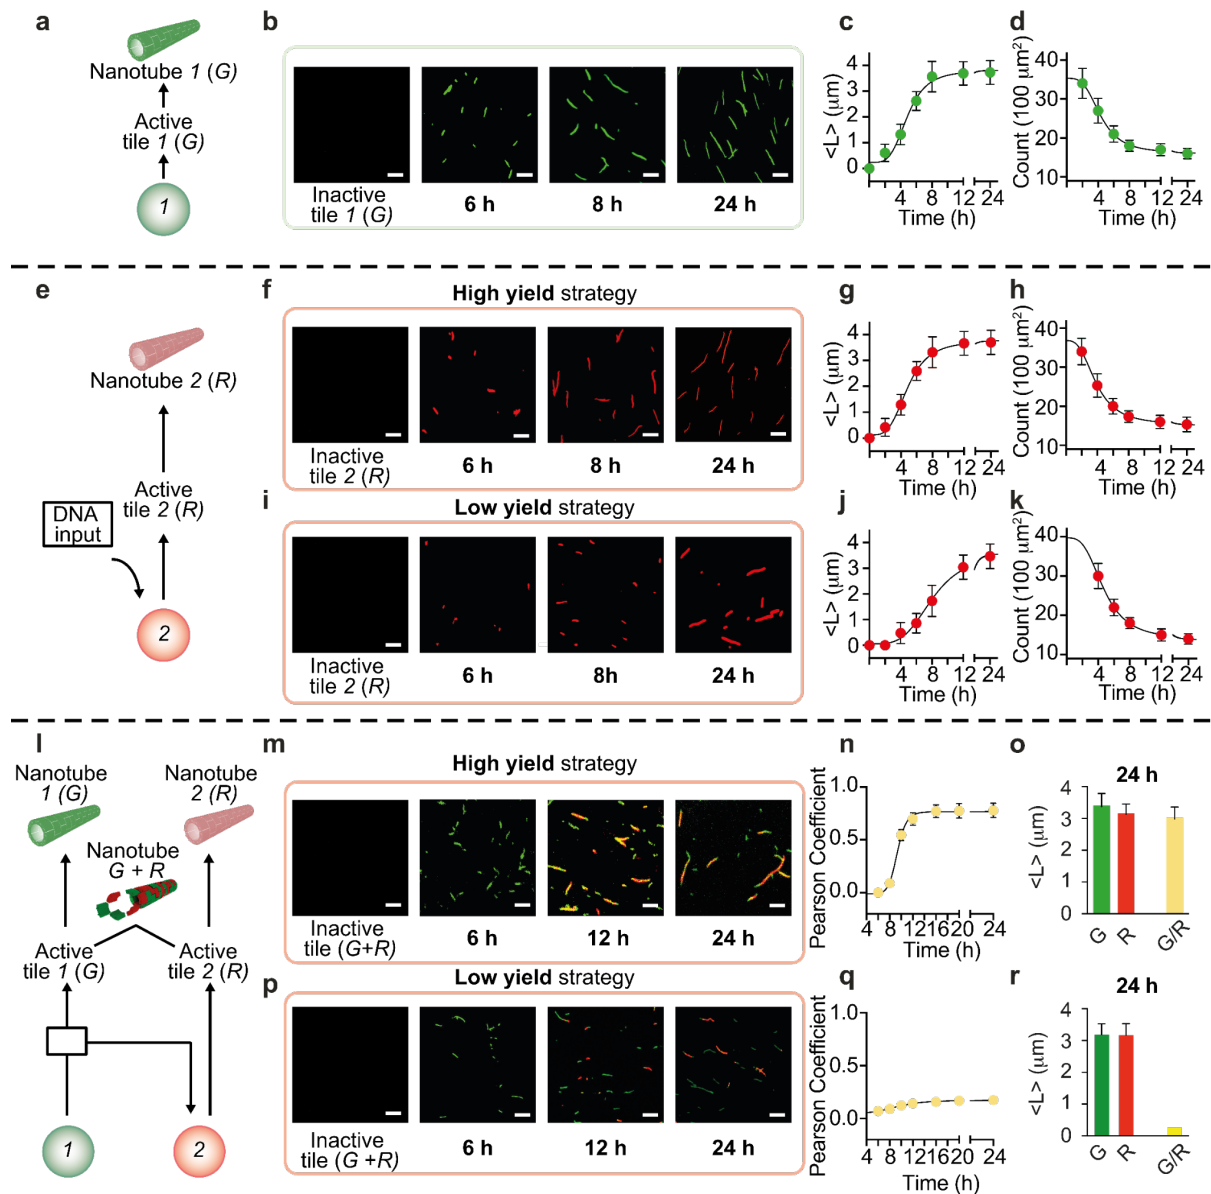 a
Nanotube 1 (G)
Active
tile 1 (G)
1
b
Inactive
tile 1 (G)
6 h
8 h
24 h
c
<L> (μm)
4
3
2
1
0
4 8 12 24
Time (h)
d
Count (100 μm²)
40
30
20
10
4 8 12 24
Time (h)
e
Nanotube 2 (R)
Active
tile 2 (R)
DNA
input
2
f
High yield strategy
Inactive
tile 2 (R)
6 h
8 h
24 h
g
<L> (μm)
4
3
2
1
0
4 8 12 24
Time (h)
h
Count (100 μm²)
40
30
20
10
4 8 12 24
Time (h)
i
Low yield strategy
Inactive
tile 2 (R)
6 h
8h
24 h
j
<L> (μm)
4
3
2
1
0
4 8 12 24
Time (h)
k
Count (100 μm²)
40
30
20
10
4 8 12 24
Time (h)
l
Nanotube
1 (G)
Nanotube
2 (R)
Nanotube
G + R
Active
tile 1 (G)
Active
tile 2 (R)
1
2
m
High yield strategy
Inactive
tile (G+R)
6 h
12 h
24 h
n
Pearson Coefficient
1.0
0.5
0.0
4 8 12 16 20 24
Time (h)
o
24 h
<L> (μm)
4
3
2
1
0
G
R
G/R
p
Low yield strategy
Inactive
tile (G +R)
6 h
12 h
24 h
q
Pearson Coefficient
1.0
0.5
0.0
4 8 1216 20 24
Time (h)
r
24 h
<L> (μm)
4
3
2
1
0
G
R
G/R